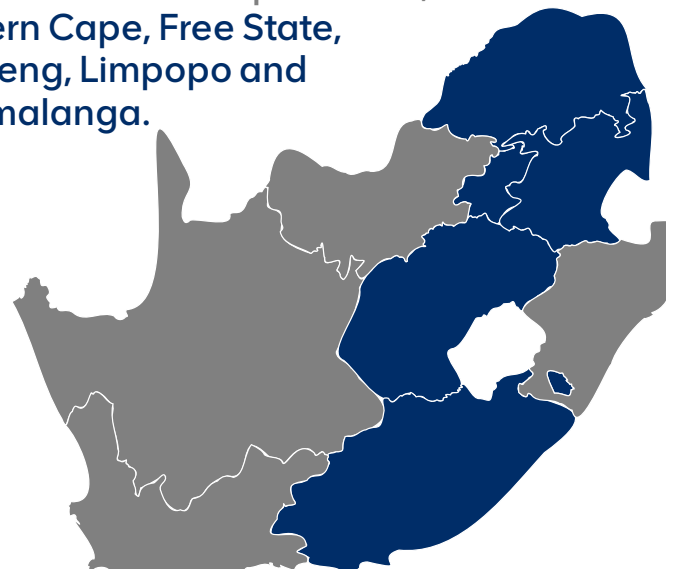 ern Cape, Free State,
eng, Limpopo and
malanga.